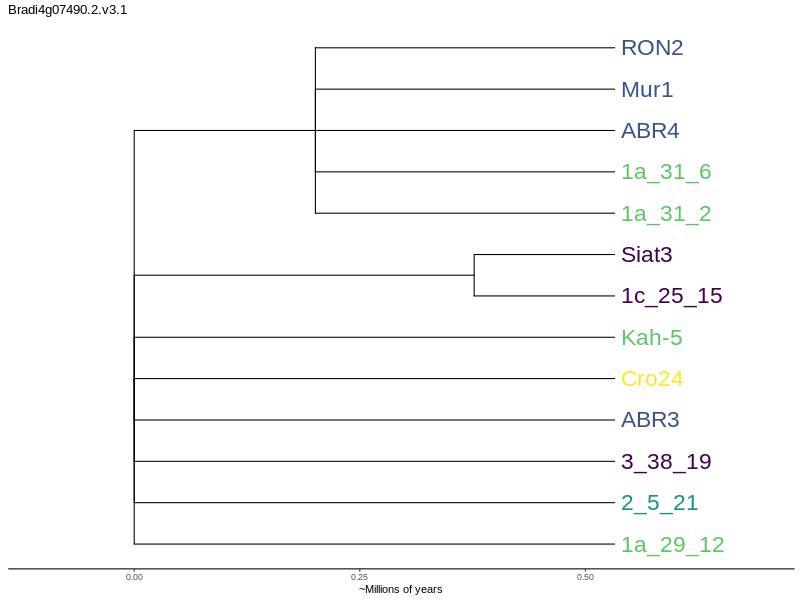 Bradi4g07490.2.v3.1
RON2
Mur1
ABR4
1a_31_6
1a_31_2
Siat3
1c_25_15
Kah-5
Cro24
ABR3
3_38_19
2_5_21
1a_29_12
0.00 0.25 0.50
~Millions of years